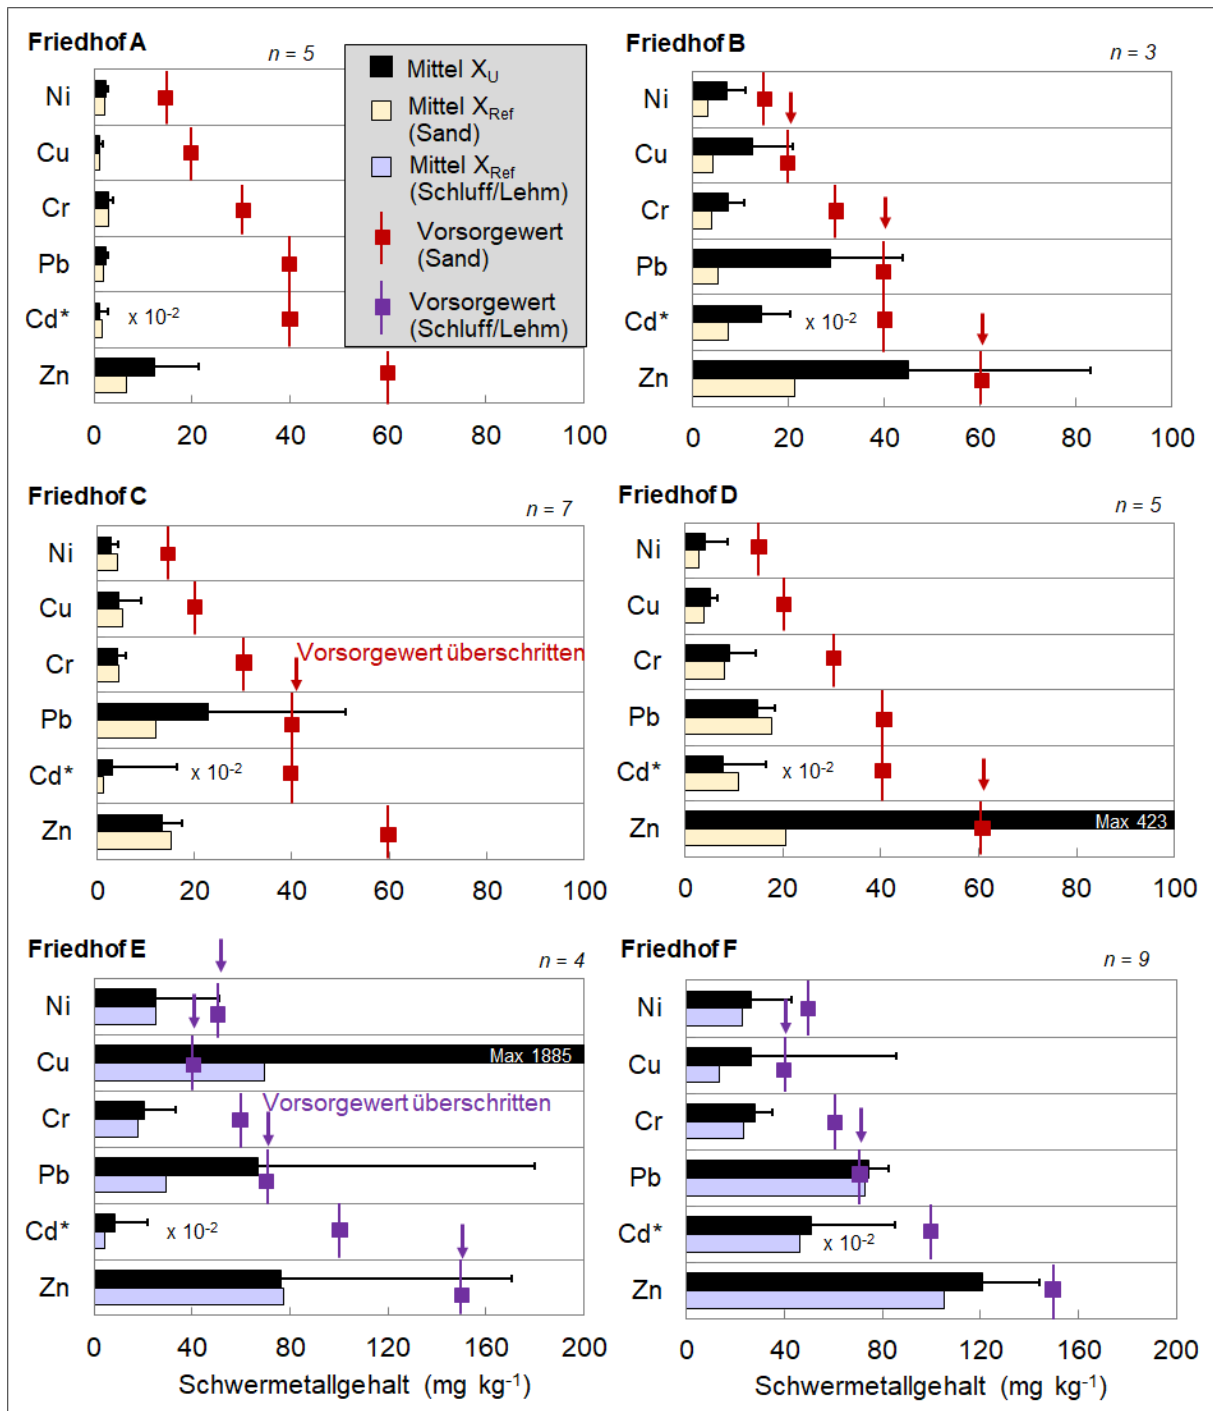 Friedhof A
n = 5
Mittel X_U
Mittel X_Ref
(Sand)
Mittel X_Ref
(Schluff/Lehm)
Vorsorgewert
(Sand)
Vorsorgewert
(Schluff/Lehm)
Ni
Cu
Cr
Pb
Cd* x 10⁻²
Zn
0 20 40 60 80 100
Friedhof B
n = 3
Ni
Cu
Cr
Pb
Cd* x 10⁻²
Zn
0 20 40 60 80 100
Friedhof C
n = 7
Ni
Cu
Cr Vorsorgewert überschritten
Pb
Cd* x 10⁻²
Zn
0 20 40 60 80 100
Friedhof D
n = 5
Ni
Cu
Cr
Pb
Cd* x 10⁻²
Zn Max 423
0 20 40 60 80 100
Friedhof E
n = 4
Ni
Cu Max 1885
Cr Vorsorgewert überschritten
Pb
Cd* x 10⁻²
Zn
0 40 80 120 160 200
Schwermetallgehalt (mg kg⁻¹)
Friedhof F
n = 9
Ni
Cu
Cr
Pb
Cd* x 10⁻²
Zn
0 40 80 120 160 200
Schwermetallgehalt (mg kg⁻¹)